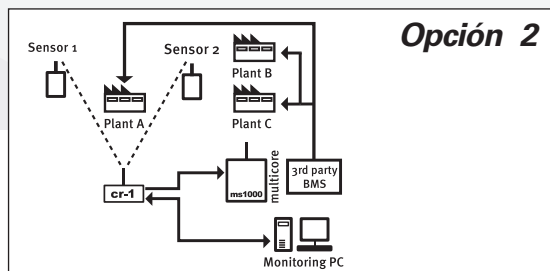 Opción 2
Sensor 1
Sensor 2
Plant B
Plant A
Plant C
cr-1
ms1000
multicore
3rd party
BMS
Monitoring PC